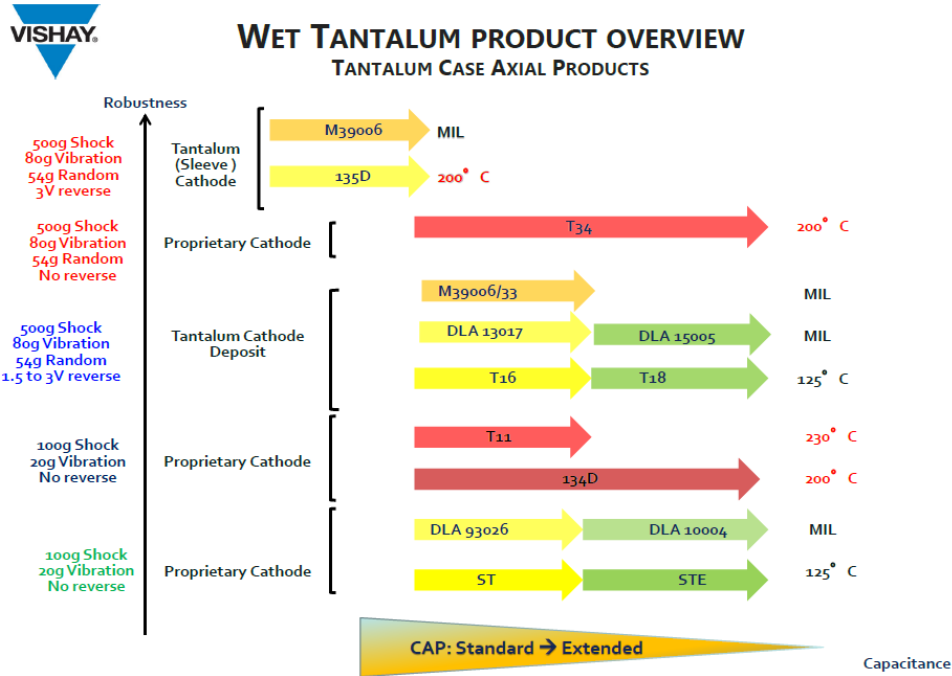 VISHAY.
WET TANTALUM PRODUCT OVERVIEW
TANTALUM CASE AXIAL PRODUCTS
Robustness
500g Shock
80g Vibration
54g Random
3V reverse
Tantalum
(Sleeve )
Cathode
M39006
MIL
135D
200° C
500g Shock
80g Vibration
54g Random
No reverse
Proprietary Cathode
T34
200° C
500g Shock
80g Vibration
54g Random
1.5 to 3V reverse
Tantalum Cathode
Deposit
M39006/33
MIL
DLA 13017
DLA 15005
MIL
T16
T18
125° C
100g Shock
20g Vibration
No reverse
Proprietary Cathode
T11
230° C
134D
200° C
100g Shock
20g Vibration
No reverse
Proprietary Cathode
DLA 93026
DLA 10004
MIL
ST
STE
125° C
CAP: Standard → Extended
Capacitance